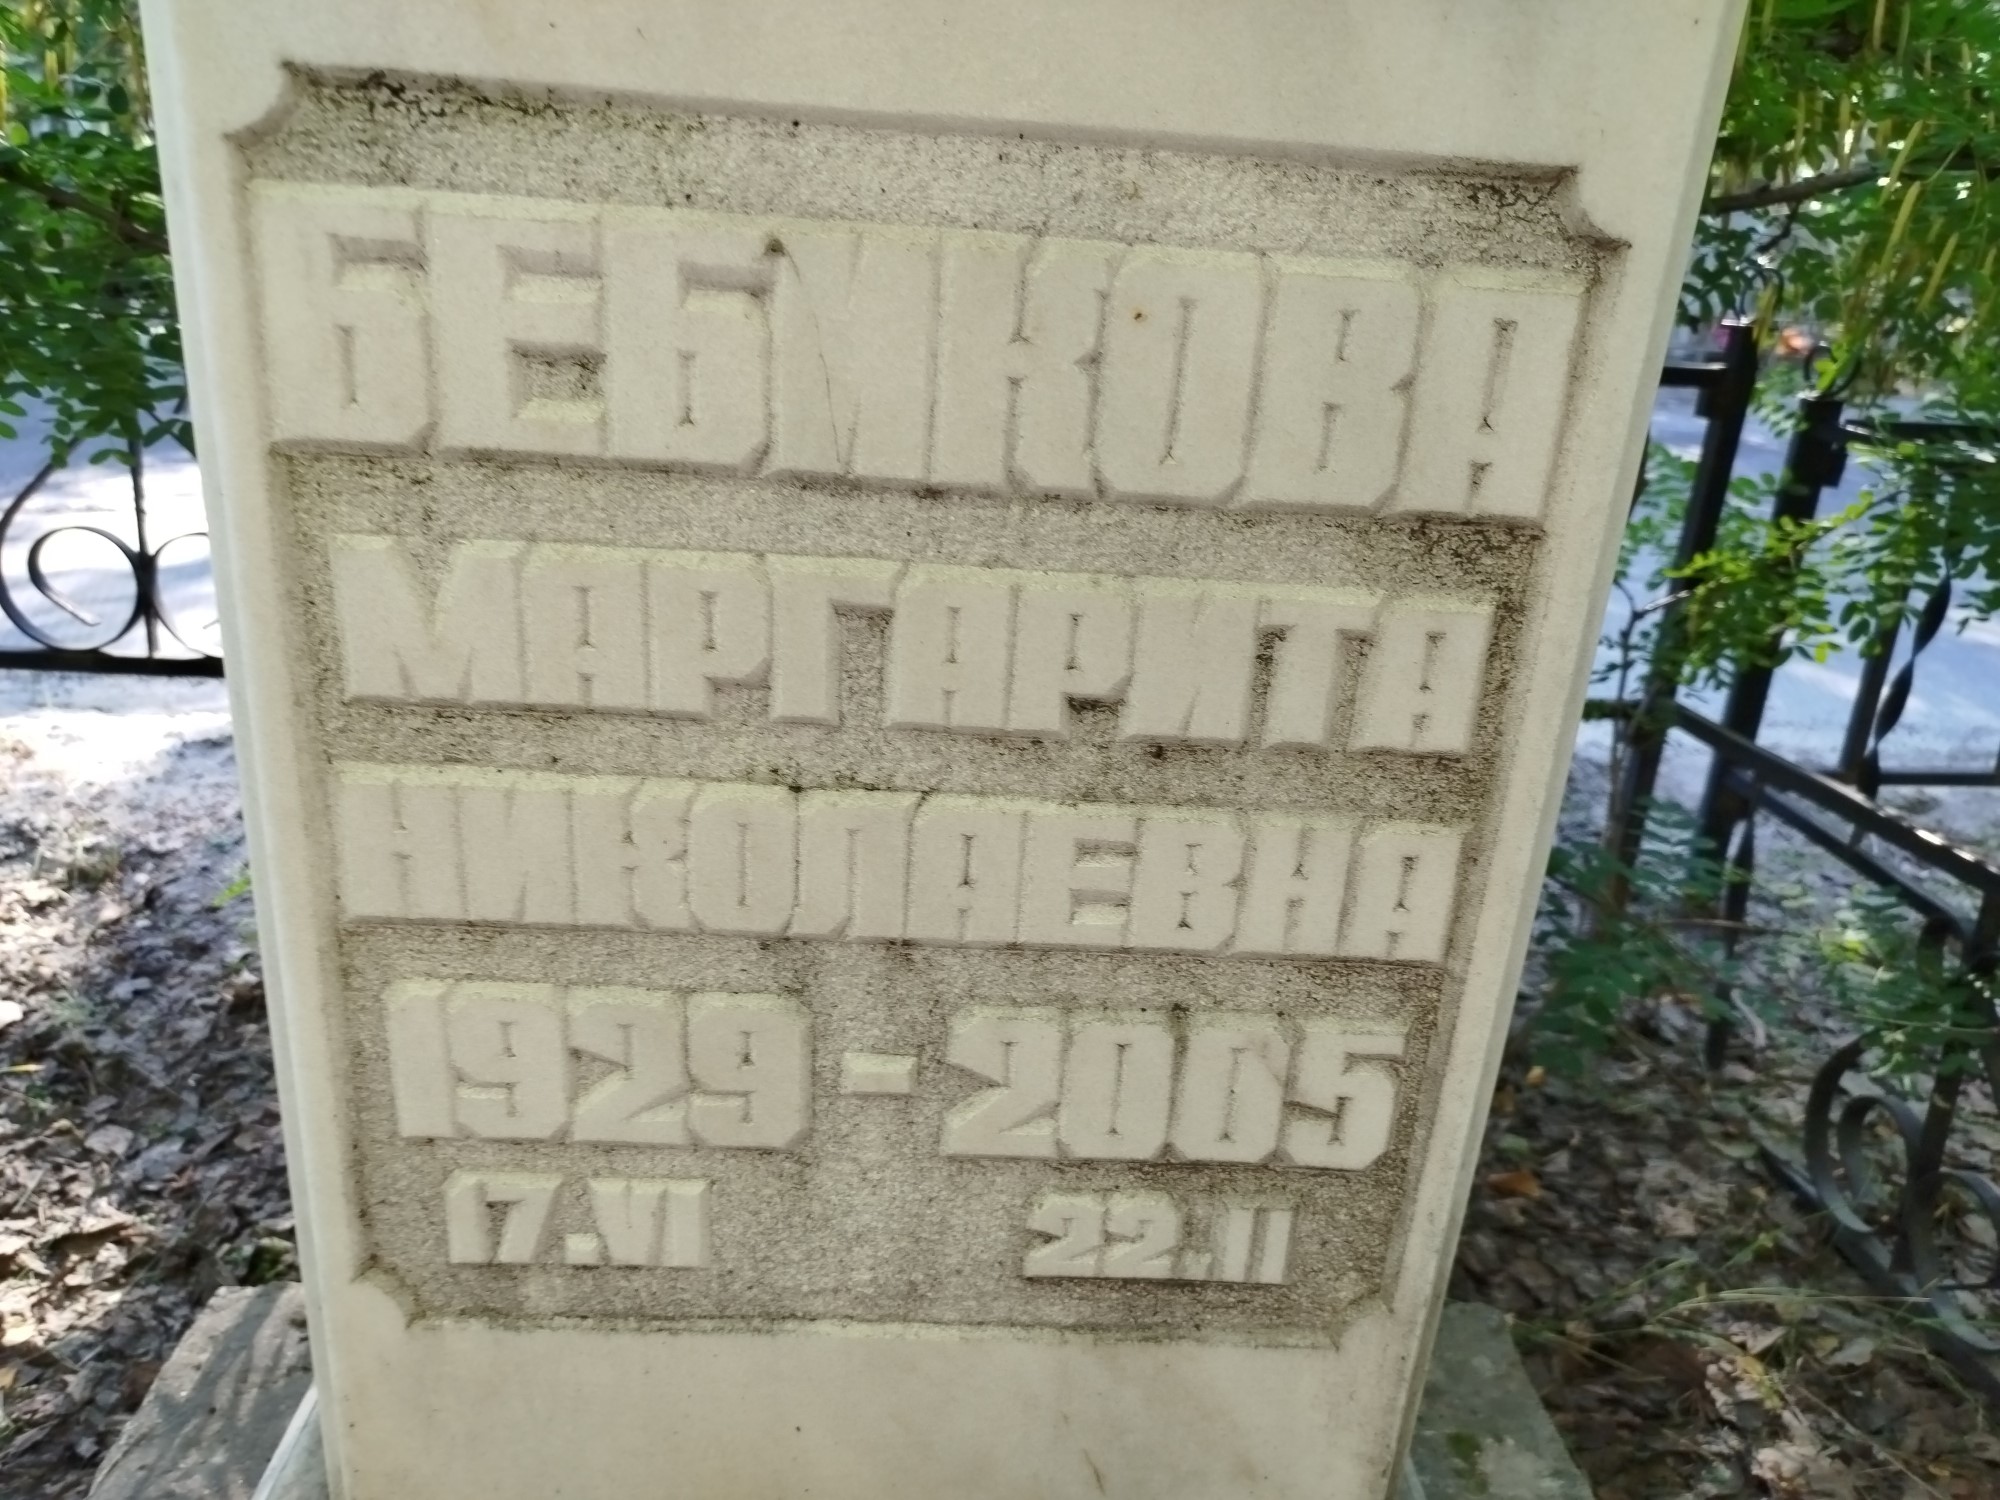 БЕБИКОВА
МАРГАРИТА
НИКОЛАЕВНА
1929-2005
17.VI 22.II